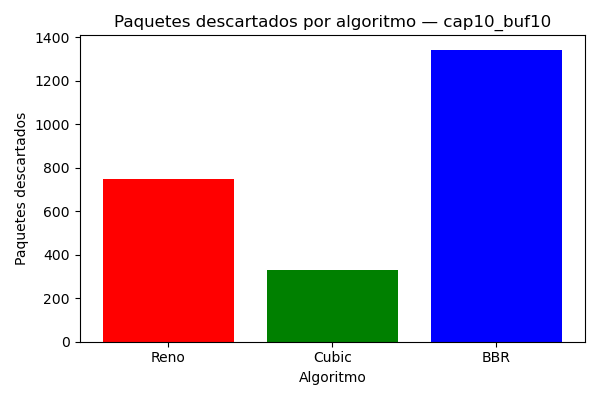 Paquetes descartados por algoritmo — cap10_buf10
Paquetes descartados
1400
1200
1000
800
600
400
200
0
Reno
Cubic
BBR
Algoritmo